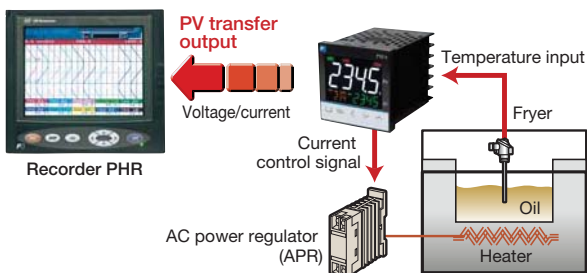 PV transfer
output
Voltage/current
Recorder PHR
2345
Temperature input
Fryer
Current
control signal
AC power regulator
(APR)
Oil
Heater